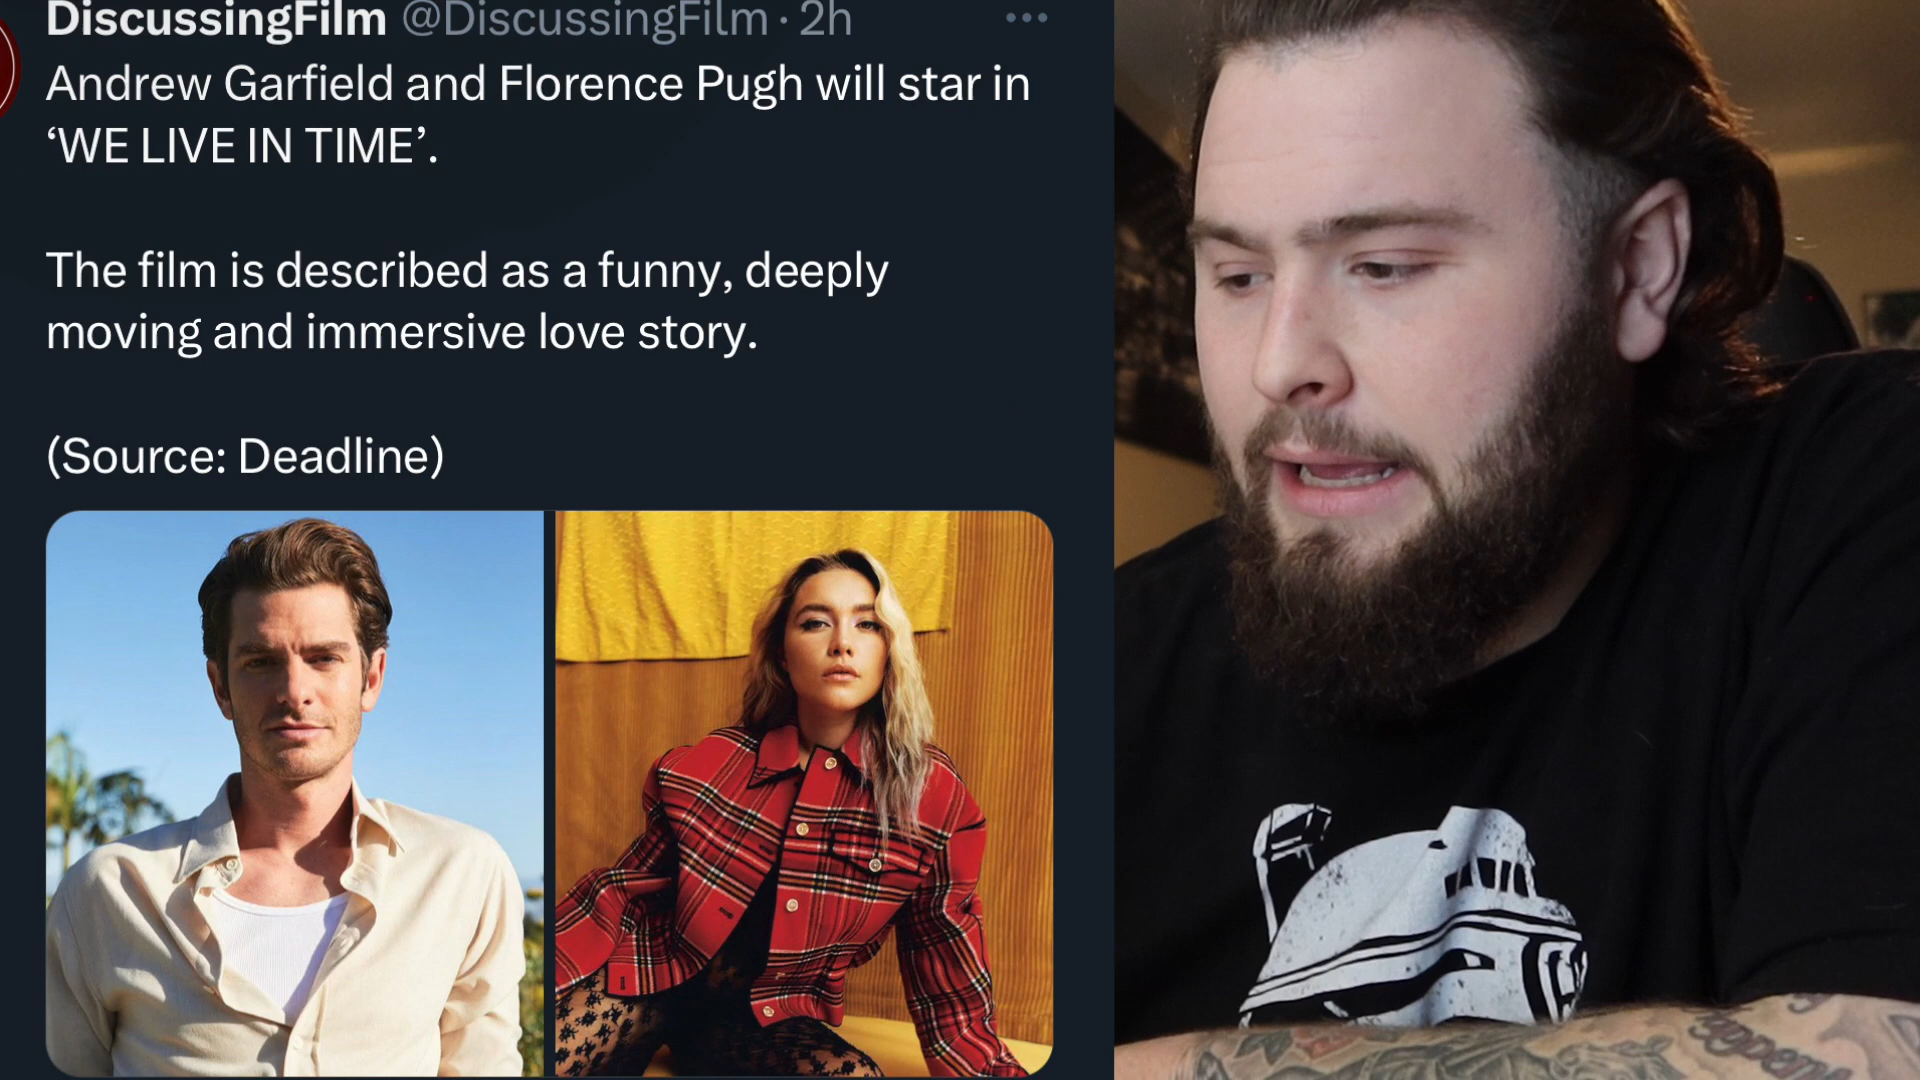 DiscussingFilm @DiscussingFilm · 2h
Andrew Garfield and Florence Pugh will star in
‘WE LIVE IN TIME’.
The film is described as a funny, deeply
moving and immersive love story.
(Source: Deadline)